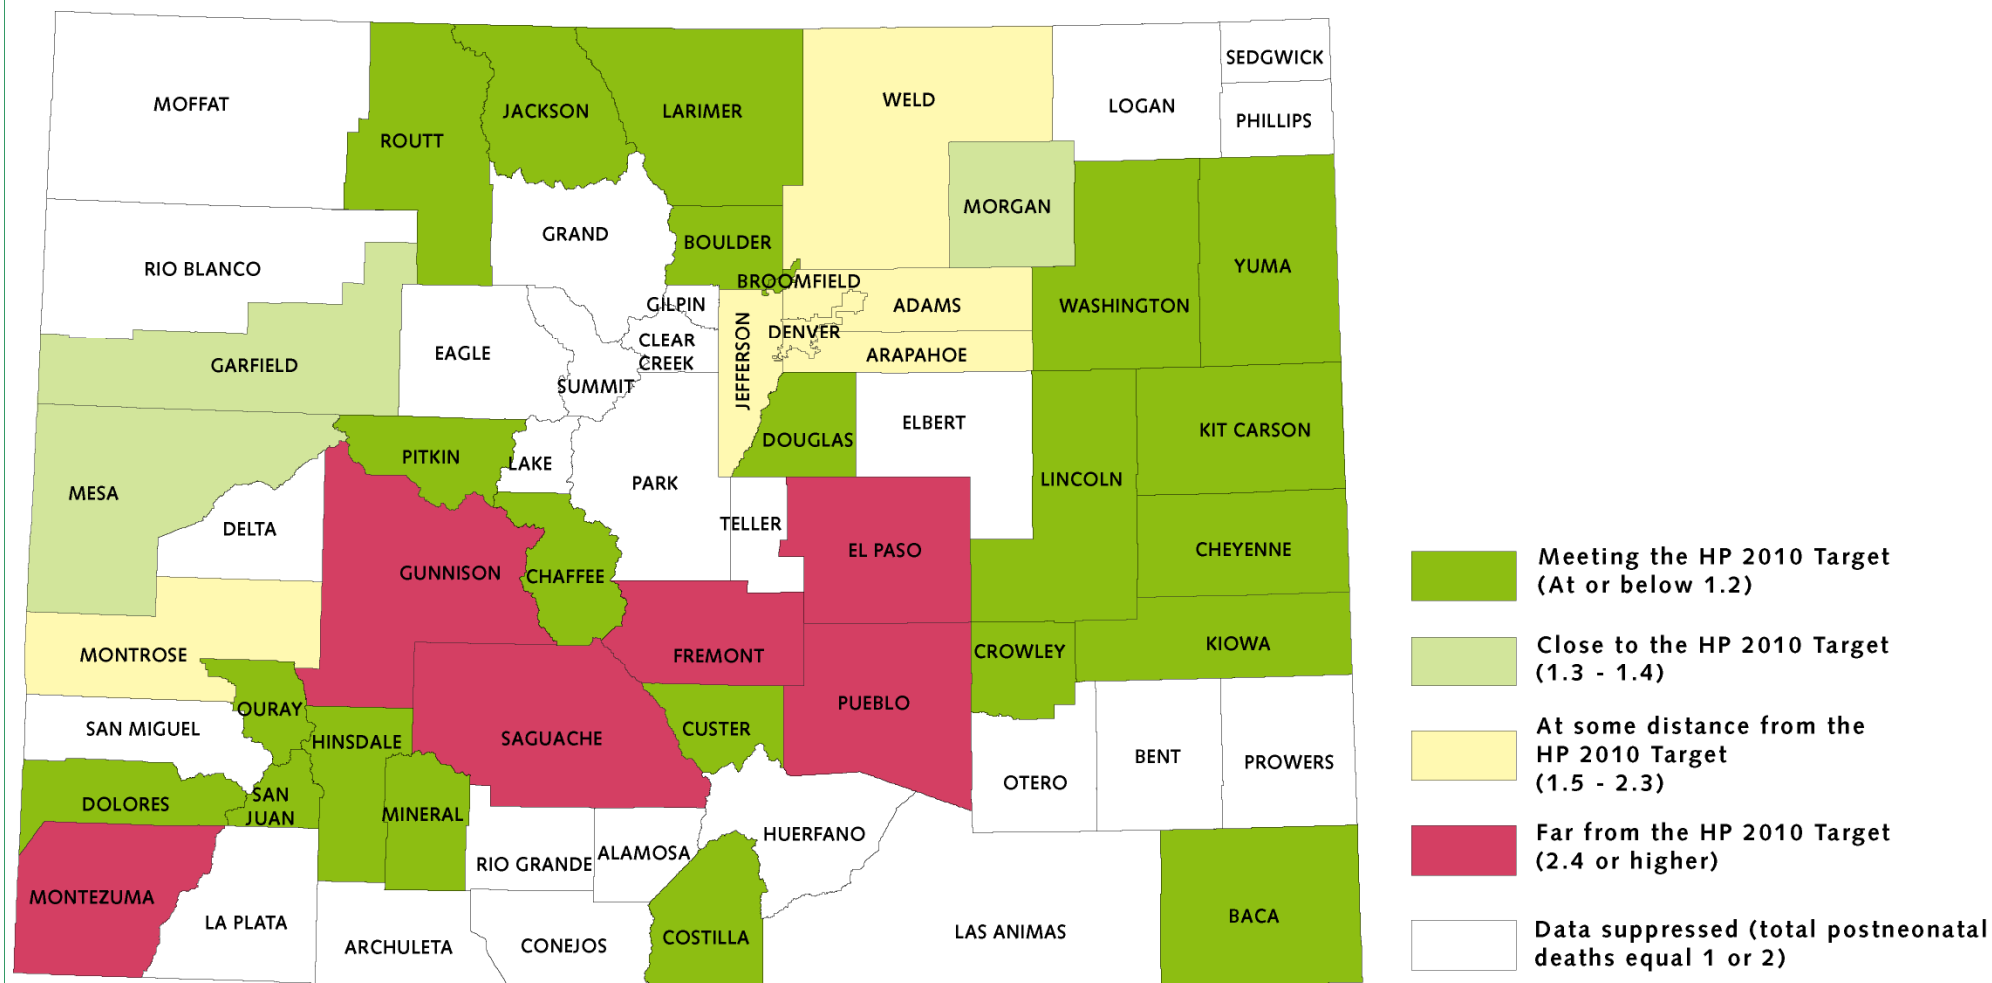 SEDGWICK
MOFFAT
JACKSON
LARIMER
WELD
LOGAN
PHILLIPS
ROUTT
MORGAN
GRAND
BOULDER
RIO BLANCO
YUMA
BROOMFIELD
GILPIN
ADAMS
WASHINGTON
CLEAR
CREEK
JEFFERSON
DENVER
ARAPAHOE
EAGLE
GARFIELD
SUMMIT
ELBERT
KIT CARSON
DOUGLAS
PITKIN
LAKE
PARK
LINCOLN
MESA
DELTA
TELLER
EL PASO
CHEYENNE
GUNNISON
CHAFFEE
MONTROSE
FREMONT
CROWLEY
KIOWA
OURAY
PUEBLO
SAN MIGUEL
HINSDALE
SAGUACHE
CUSTER
BENT
PROWERS
OTERO
DOLORES
SAN
JUAN
MINERAL
HUERFANO
RIO GRANDE
ALAMOSA
MONTEZUMA
LA PLATA
ARCHULETA
CONEJOS
COSTILLA
LAS ANIMAS
BACA
Meeting the HP 2010 Target
(At or below 1.2)
Close to the HP 2010 Target
(1.3 - 1.4)
At some distance from the
HP 2010 Target
(1.5 - 2.3)
Far from the HP 2010 Target
(2.4 or higher)
Data suppressed (total postneonatal
deaths equal 1 or 2)